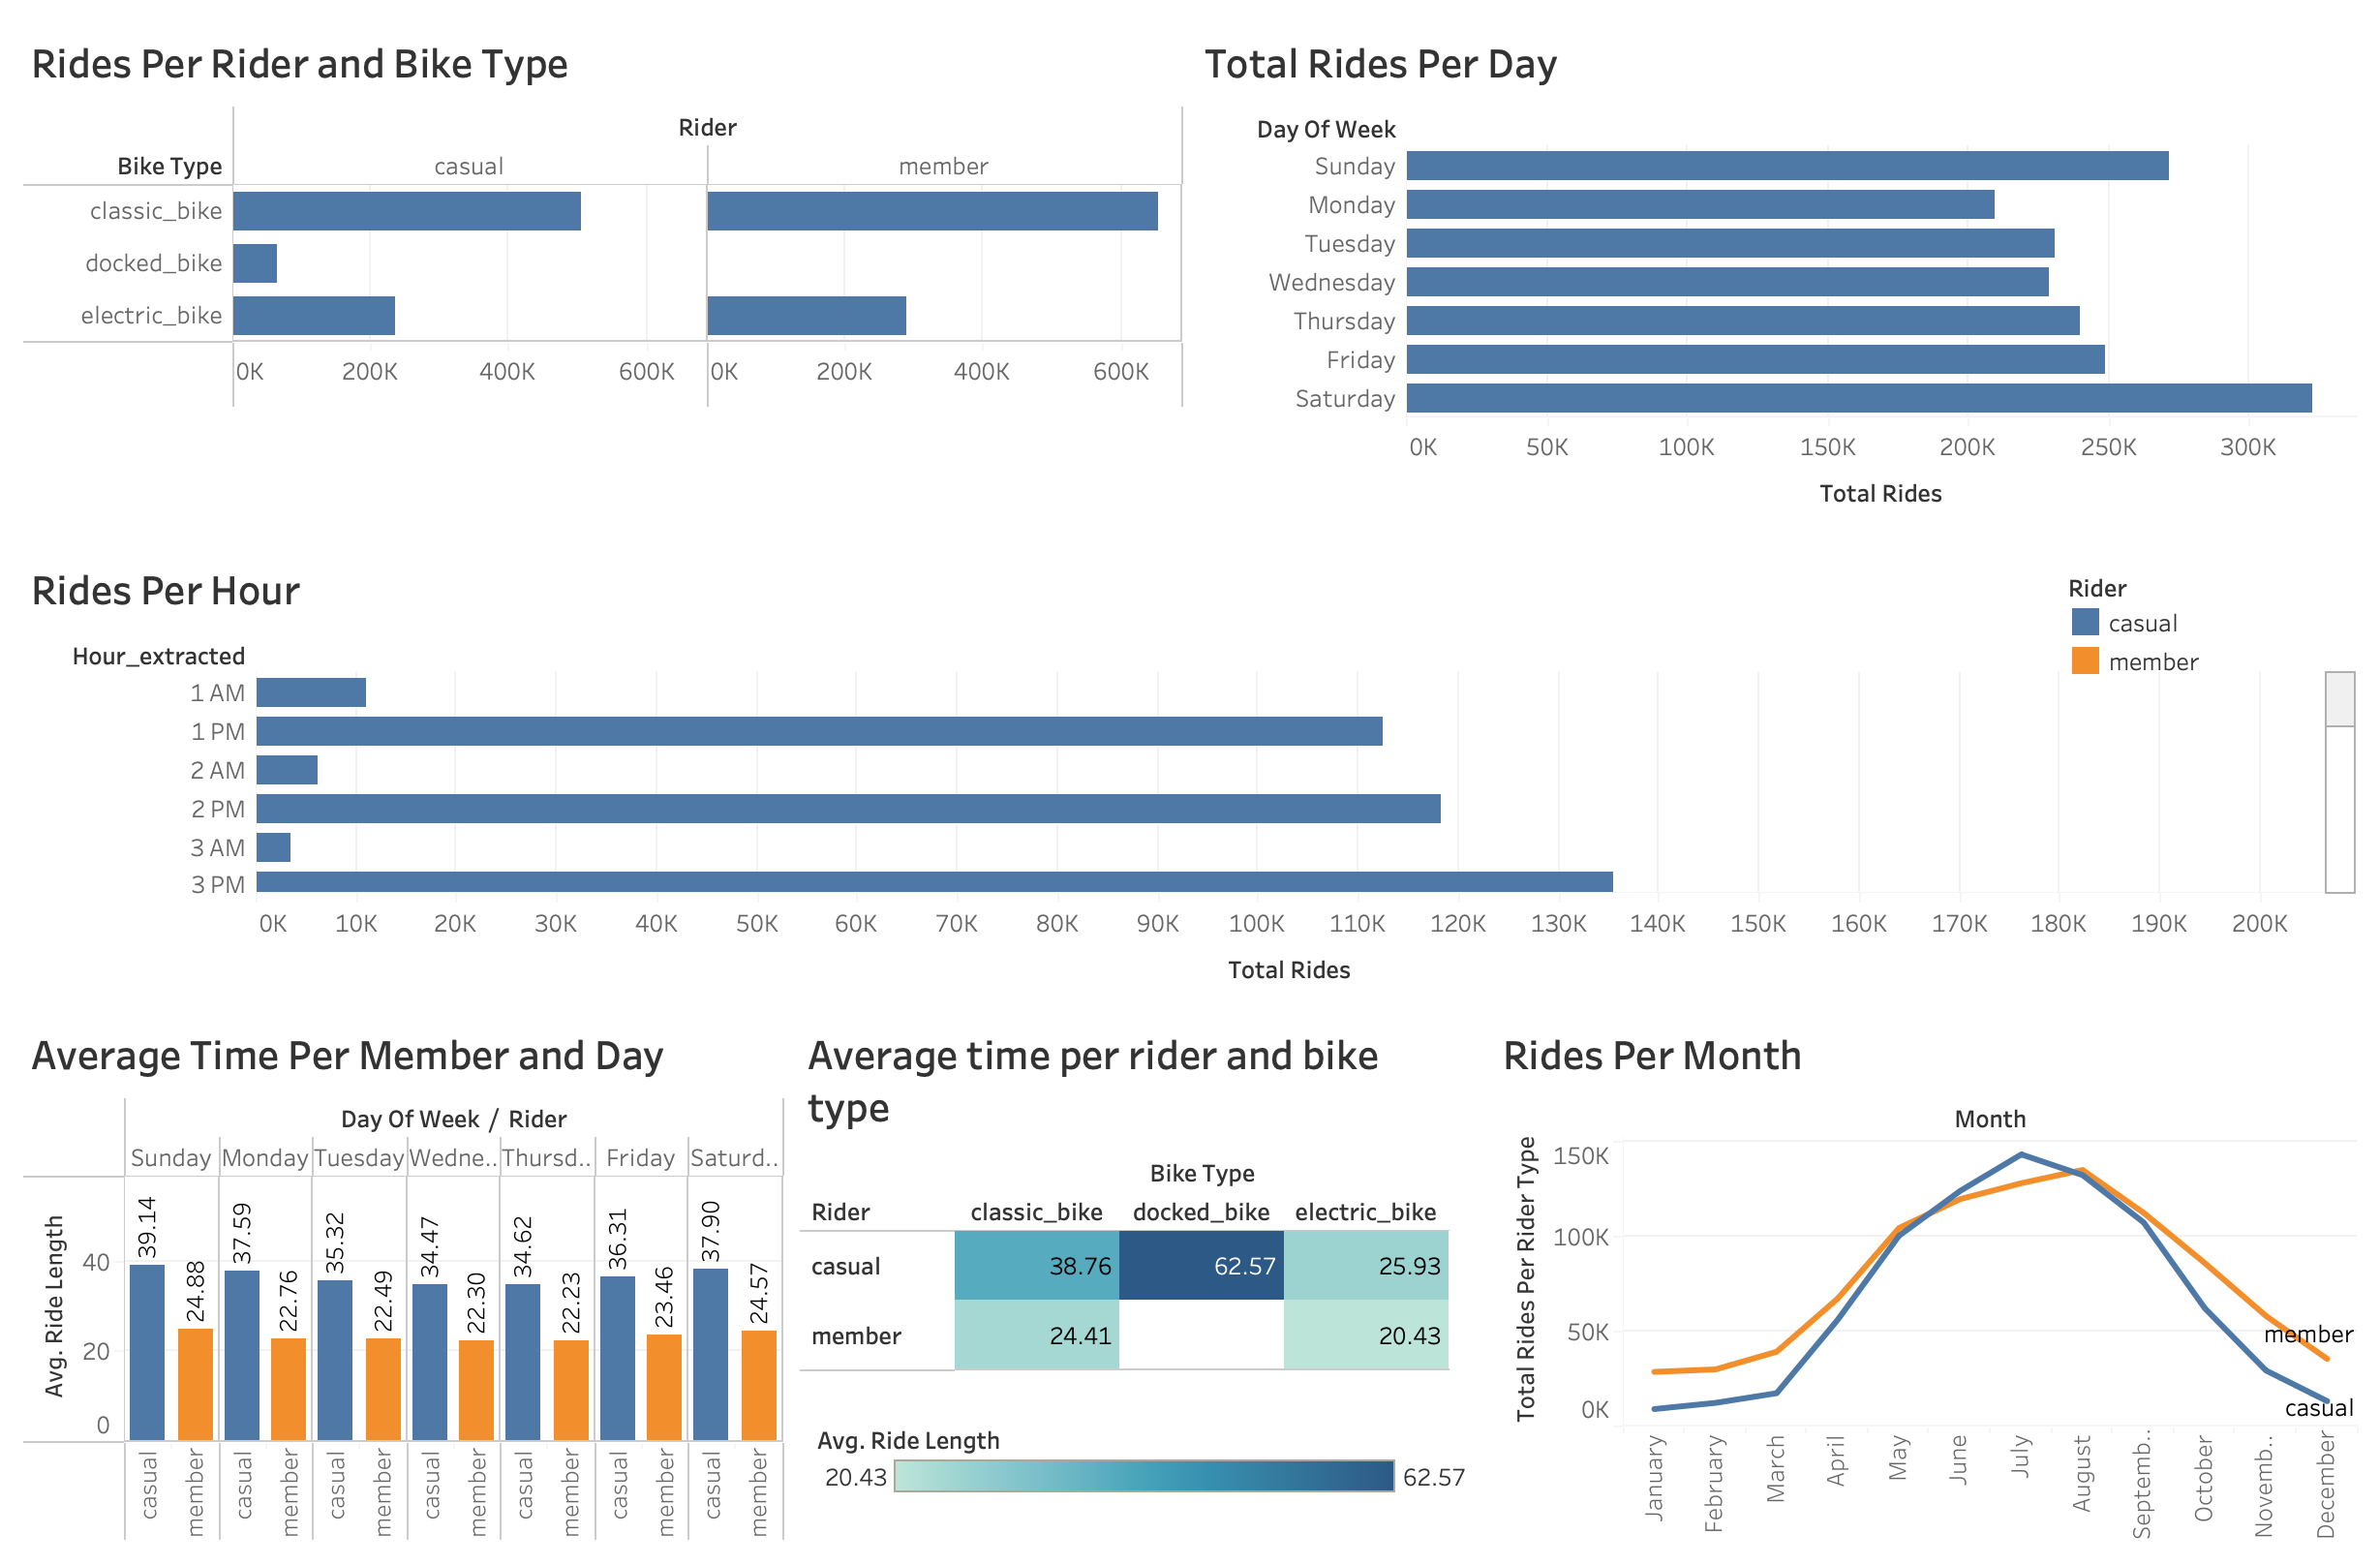 Rides Per Rider and Bike Type
Rider
Bike Type casual member
classic_bike
docked_bike
electric_bike
0K 200K 400K 600K 0K 200K 400K 600K
Total Rides Per Day
Day Of Week
Sunday
Monday
Tuesday
Wednesday
Thursday
Friday
Saturday
0K 50K 100K 150K 200K 250K 300K
Total Rides
Rides Per Hour
Rider
casual
member
Hour_extracted
1 AM
1 PM
2 AM
2 PM
3 AM
3 PM
0K 10K 20K 30K 40K 50K 60K 70K 80K 90K 100K 110K 120K 130K 140K 150K 160K 170K 180K 190K 200K
Total Rides
Average Time Per Member and Day
Day Of Week / Rider
Sunday Monday Tuesday Wedne.. Thursd.. Friday Saturd..
Avg. Ride Length
40
20
0
39.14 24.88 37.59 22.76 35.32 22.49 34.47 22.30 34.62 22.23 36.31 23.46 37.90 24.57
casual member casual member casual member casual member casual member casual member casual member
Average time per rider and bike
type
Bike Type
Rider classic_bike docked_bike electric_bike
casual 38.76 62.57 25.93
member 24.41 20.43
Avg. Ride Length
20.43 62.57
Rides Per Month
Month
Total Rides Per Rider Type
150K
100K
50K
0K
member
casual
January February March April May June July August Septemb.. October Novemb.. December